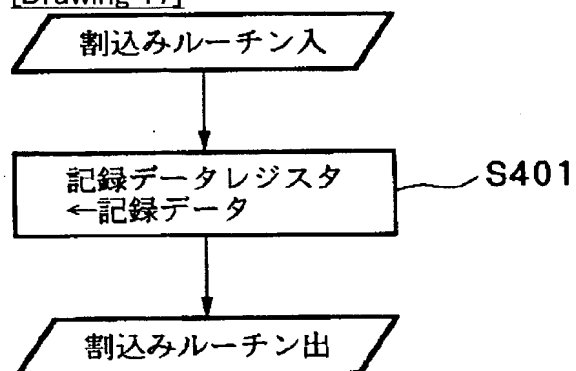 [Drawing 17]
割込みルーチン入
記録データレジスタ
←記録データ
S401
割込みルーチン出